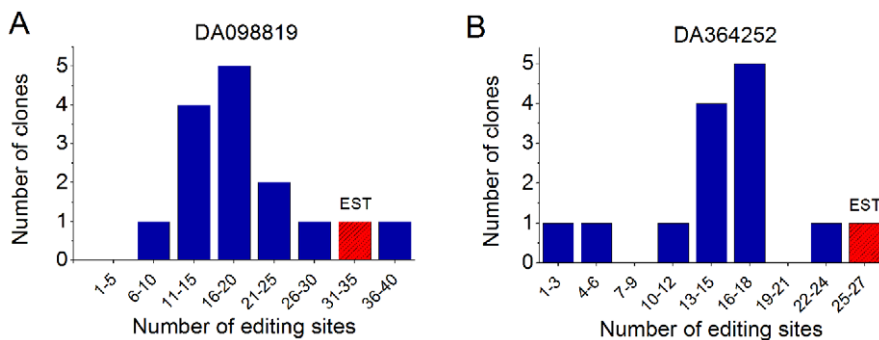 A
DA098819
Number of clones
5
4
3
2
1
0
EST
1-5
6-10
11-15
16-20
21-25
26-30
31-35
36-40
Number of editing sites
B
DA364252
Number of clones
5
4
3
2
1
0
EST
1-3
4-6
7-9
10-12
13-15
16-18
19-21
22-24
25-27
Number of editing sites